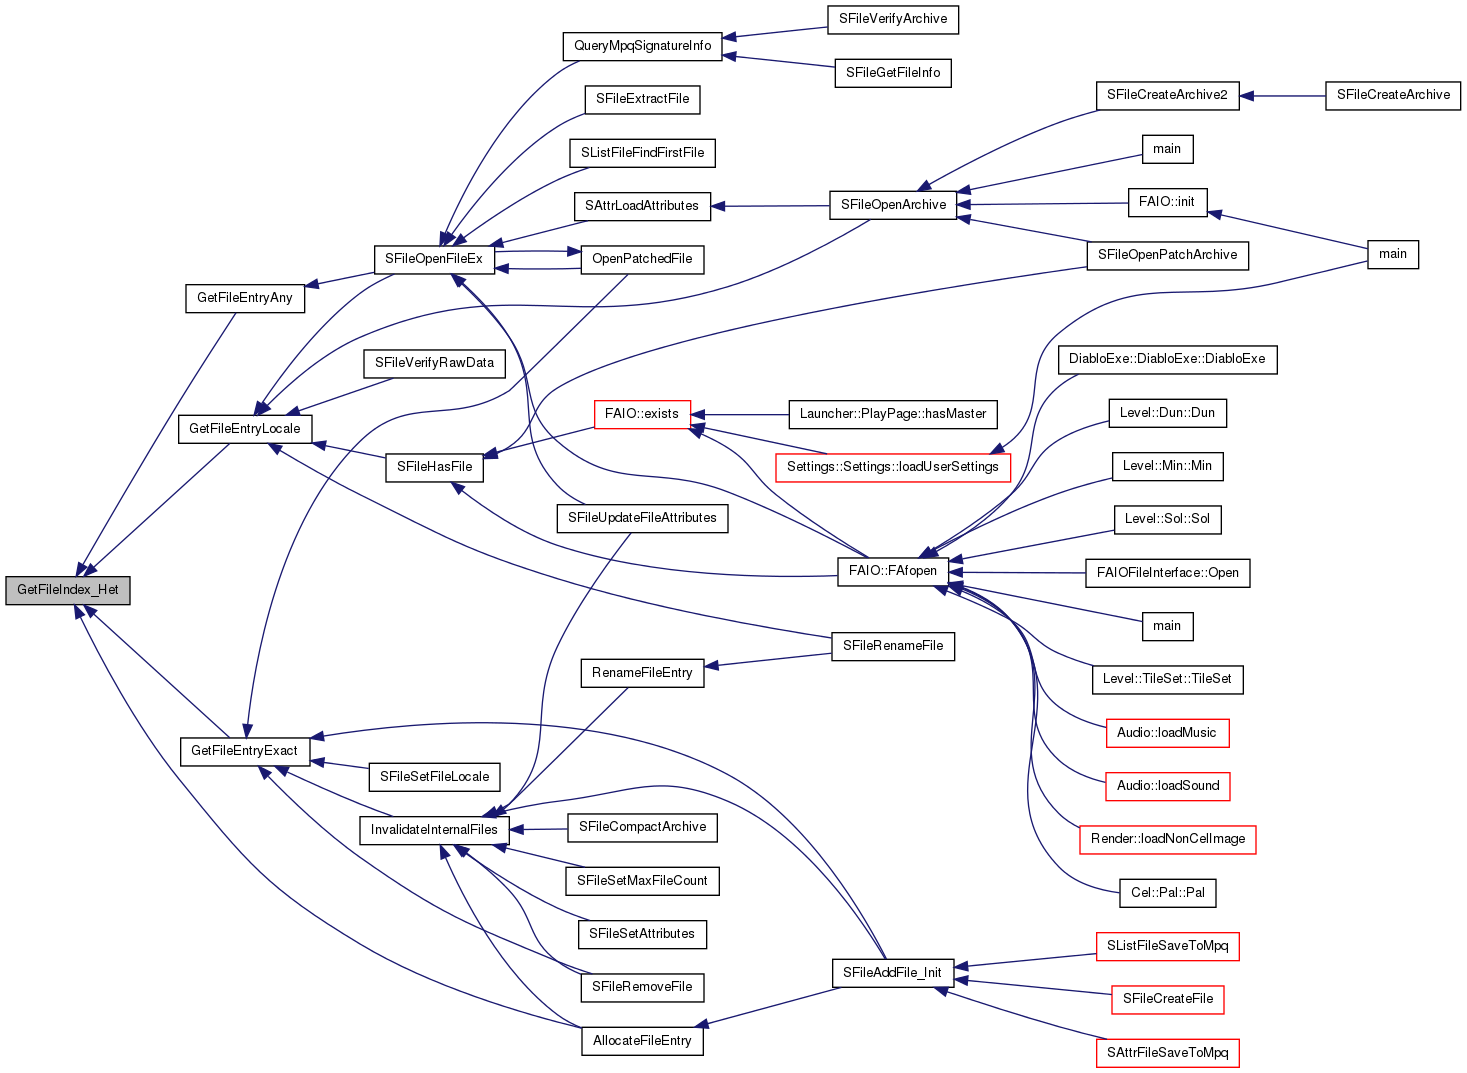 SFileVerifyArchive
QueryMpqSignatureInfo
SFileGetFileInfo
SFileExtractFile
SFileCreateArchive2
SFileCreateArchive
SListFileFindFirstFile
main
SAttrLoadAttributes
SFileOpenArchive
FAIO::init
SFileOpenFileEx
OpenPatchedFile
SFileOpenPatchArchive
main
GetFileEntryAny
SFileVerifyRawData
DiabloExe::DiabloExe::DiabloExe
GetFileEntryLocale
FAIO::exists
Launcher::PlayPage::hasMaster
Level::Dun::Dun
SFileHasFile
Settings::Settings::loadUserSettings
Level::Min::Min
SFileUpdateFileAttributes
Level::Sol::Sol
GetFileIndex_Het
FAIO::FAfopen
FAIOFileInterface::Open
main
SFileRenameFile
RenameFileEntry
Level::TileSet::TileSet
GetFileEntryExact
Audio::loadMusic
SFileSetFileLocale
Audio::loadSound
InvalidateInternalFiles
SFileCompactArchive
Render::loadNonCelImage
SFileSetMaxFileCount
Cel::Pal::Pal
SFileSetAttributes
SListFileSaveToMpq
SFileRemoveFile
SFileAddFile_Init
SFileCreateFile
AllocateFileEntry
SAttrFileSaveToMpq